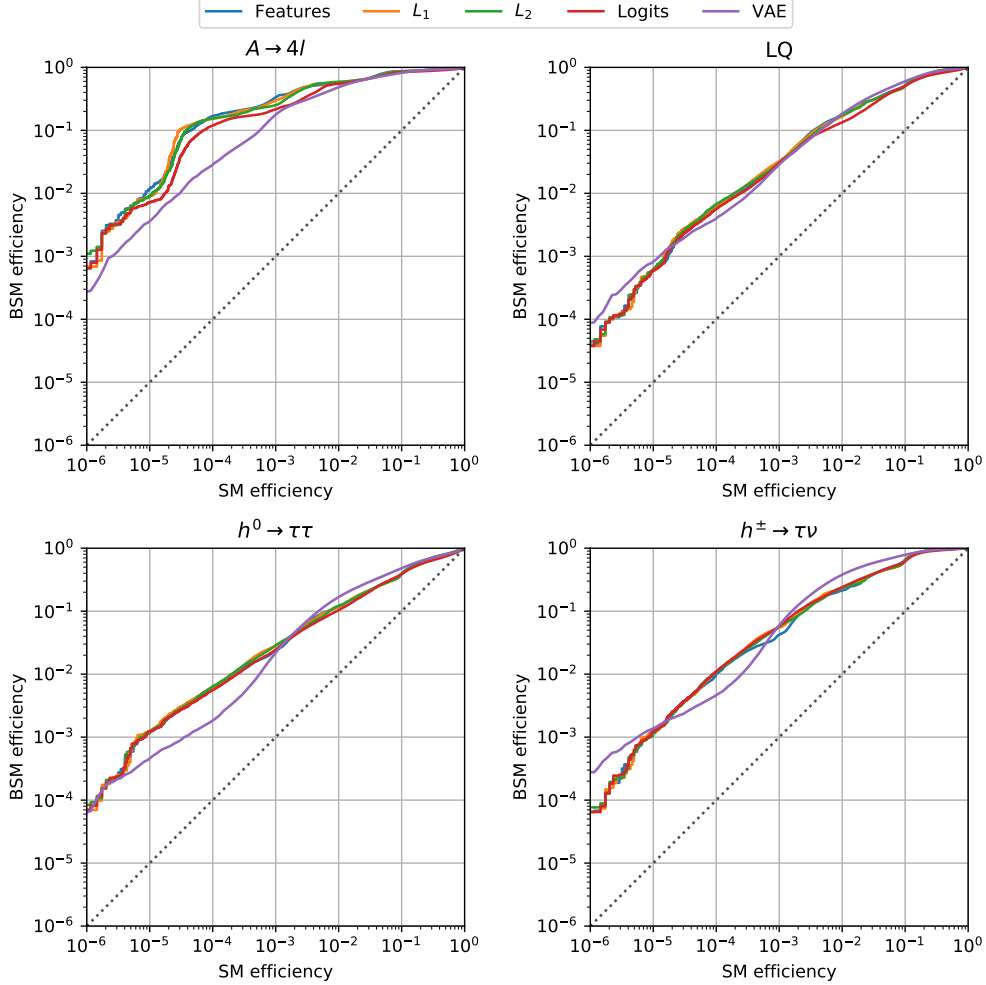 Features L₁ L₂ Logits VAE
A → 4l
BSM efficiency
10⁰
10⁻¹
10⁻²
10⁻³
10⁻⁴
10⁻⁵
10⁻⁶
10⁻⁶ 10⁻⁵ 10⁻⁴ 10⁻³ 10⁻² 10⁻¹ 10⁰
SM efficiency
LQ
BSM efficiency
10⁰
10⁻¹
10⁻²
10⁻³
10⁻⁴
10⁻⁵
10⁻⁶
10⁻⁶ 10⁻⁵ 10⁻⁴ 10⁻³ 10⁻² 10⁻¹ 10⁰
SM efficiency
h⁰ → ττ
BSM efficiency
10⁰
10⁻¹
10⁻²
10⁻³
10⁻⁴
10⁻⁵
10⁻⁶
10⁻⁶ 10⁻⁵ 10⁻⁴ 10⁻³ 10⁻² 10⁻¹ 10⁰
SM efficiency
h± → τν
BSM efficiency
10⁰
10⁻¹
10⁻²
10⁻³
10⁻⁴
10⁻⁵
10⁻⁶
10⁻⁶ 10⁻⁵ 10⁻⁴ 10⁻³ 10⁻² 10⁻¹ 10⁰
SM efficiency